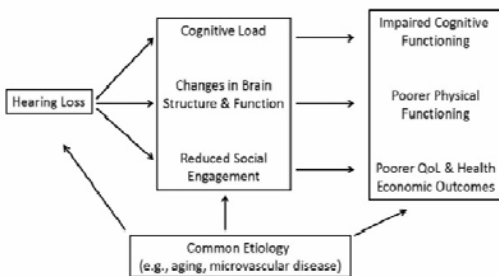 Cognitive Load
Impaired Cognitive
Functioning
Hearing Loss
Changes in Brain
Structure & Function
Poorer Physical
Functioning
Reduced Social
Engagement
Poorer QoL & Health
Economic Outcomes
Common Etiology
(e.g., aging, microvascular disease)